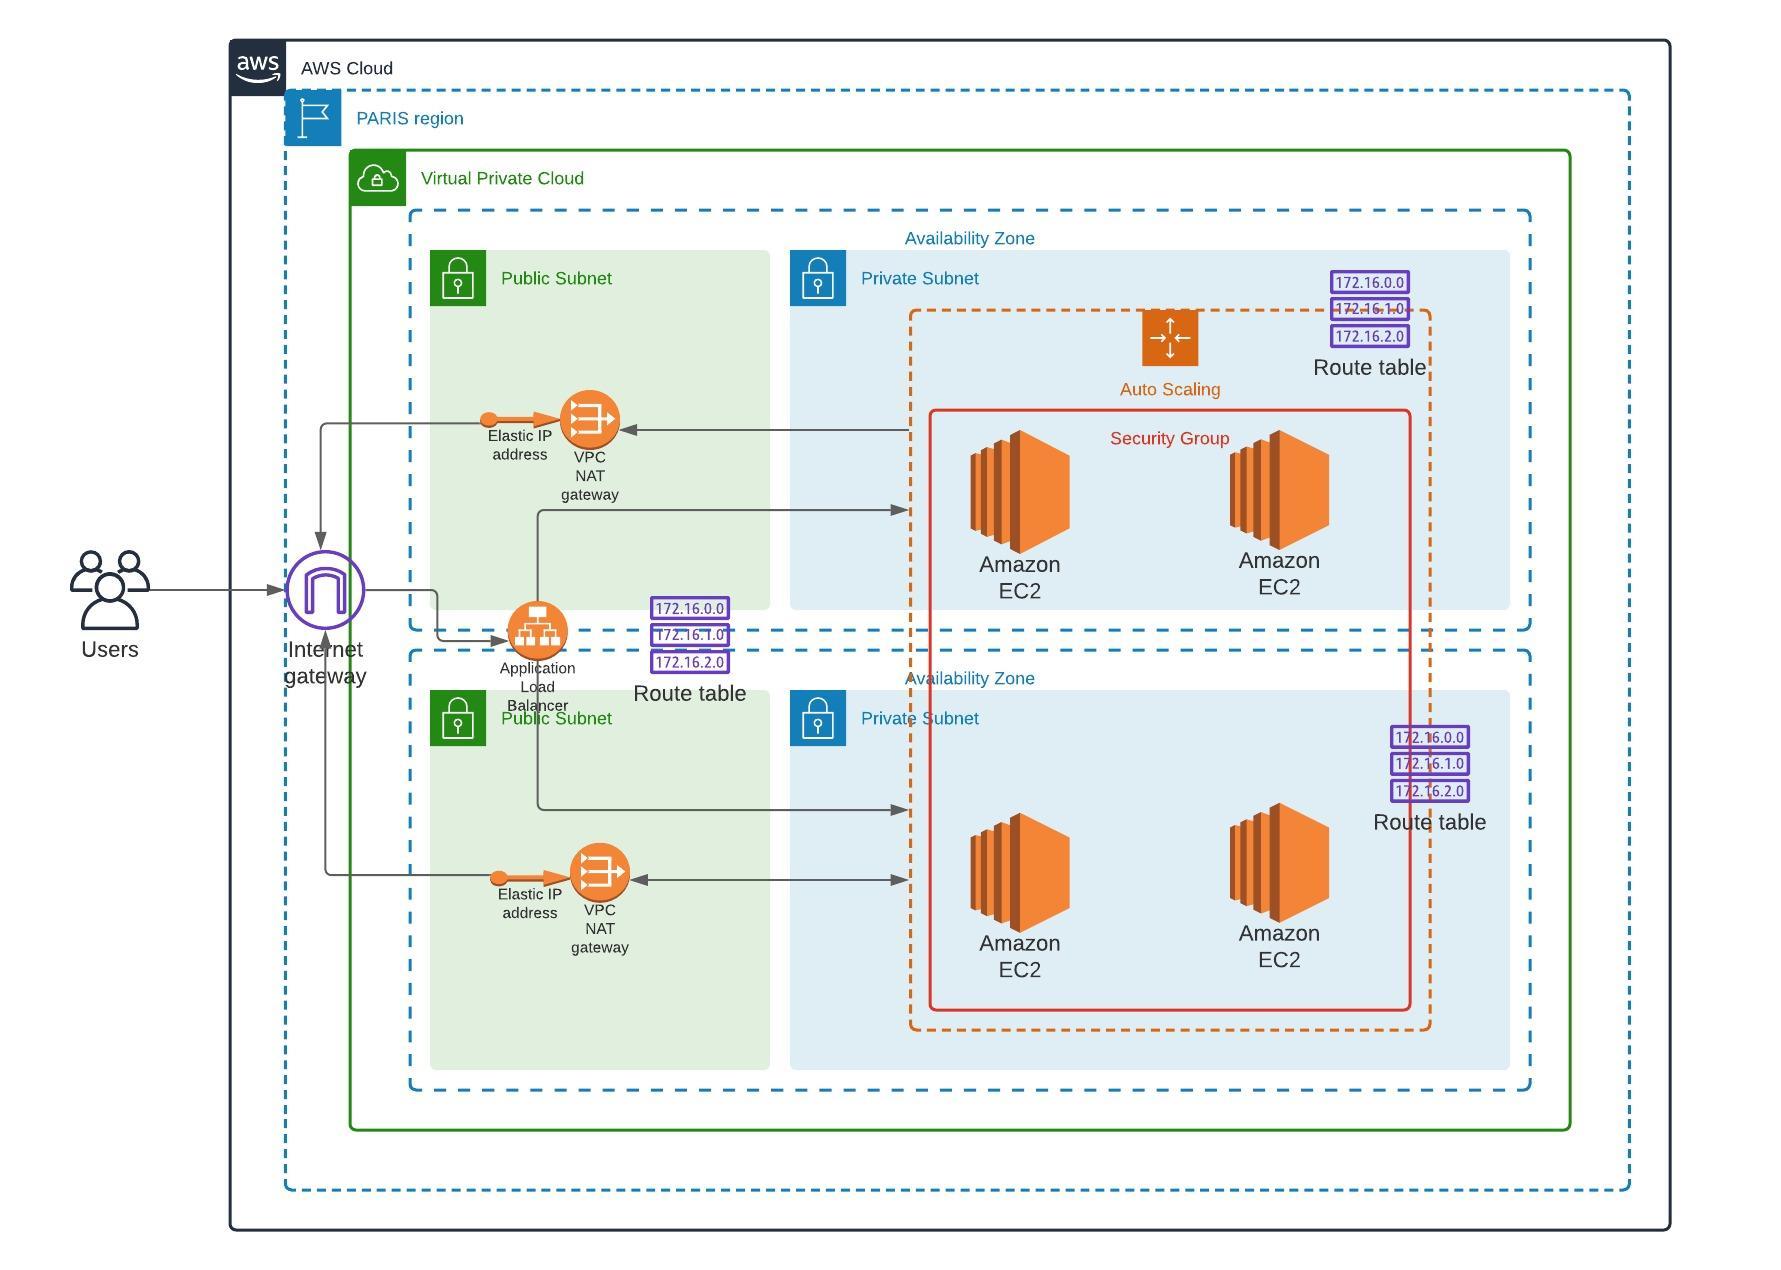 aws
AWS Cloud
PARIS region
Virtual Private Cloud
Availability Zone
Public Subnet
Private Subnet
172.16.0.0
172.16.1.0
172.16.2.0
Route table
Auto Scaling
Security Group
Elastic IP
address
VPC
NAT
gateway
Amazon
EC2
Amazon
EC2
Users
Internet
gateway
Application
Load
Balancer
172.16.0.0
172.16.1.0
172.16.2.0
Route table
Availability Zone
Public Subnet
Private Subnet
172.16.0.0
172.16.1.0
172.16.2.0
Route table
Elastic IP
address
VPC
NAT
gateway
Amazon
EC2
Amazon
EC2